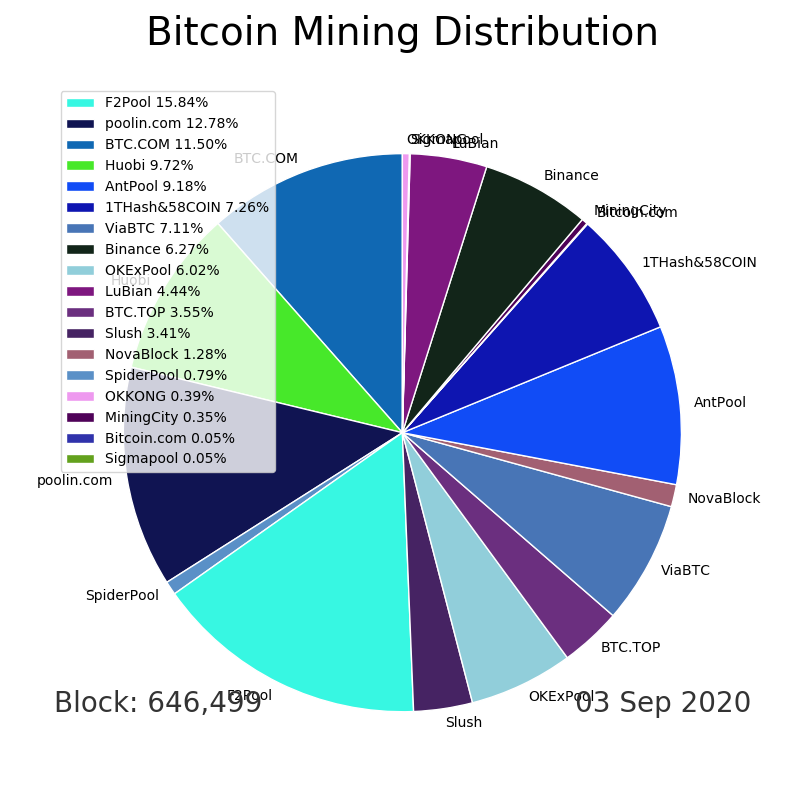 Bitcoin Mining Distribution
F2Pool 15.84%
poolin.com 12.78%
BTC.COM 11.50%
Huobi 9.72%
AntPool 9.18%
1THash&58COIN 7.26%
ViaBTC 7.11%
Binance 6.27%
OKExPool 6.02%
LuBian 4.44%
BTC.TOP 3.55%
Slush 3.41%
NovaBlock 1.28%
SpiderPool 0.79%
OKKONG 0.39%
MiningCity 0.35%
Bitcoin.com 0.05%
Sigmapool 0.05%
OKKONG
Sigmapool
LuBian
BTC.COM
Binance
MiningCity
Bitcoin.com
1THash&58COIN
Huobi
AntPool
poolin.com
NovaBlock
ViaBTC
SpiderPool
BTC.TOP
F2Pool
OKExPool
Slush
Block: 646,499
03 Sep 2020